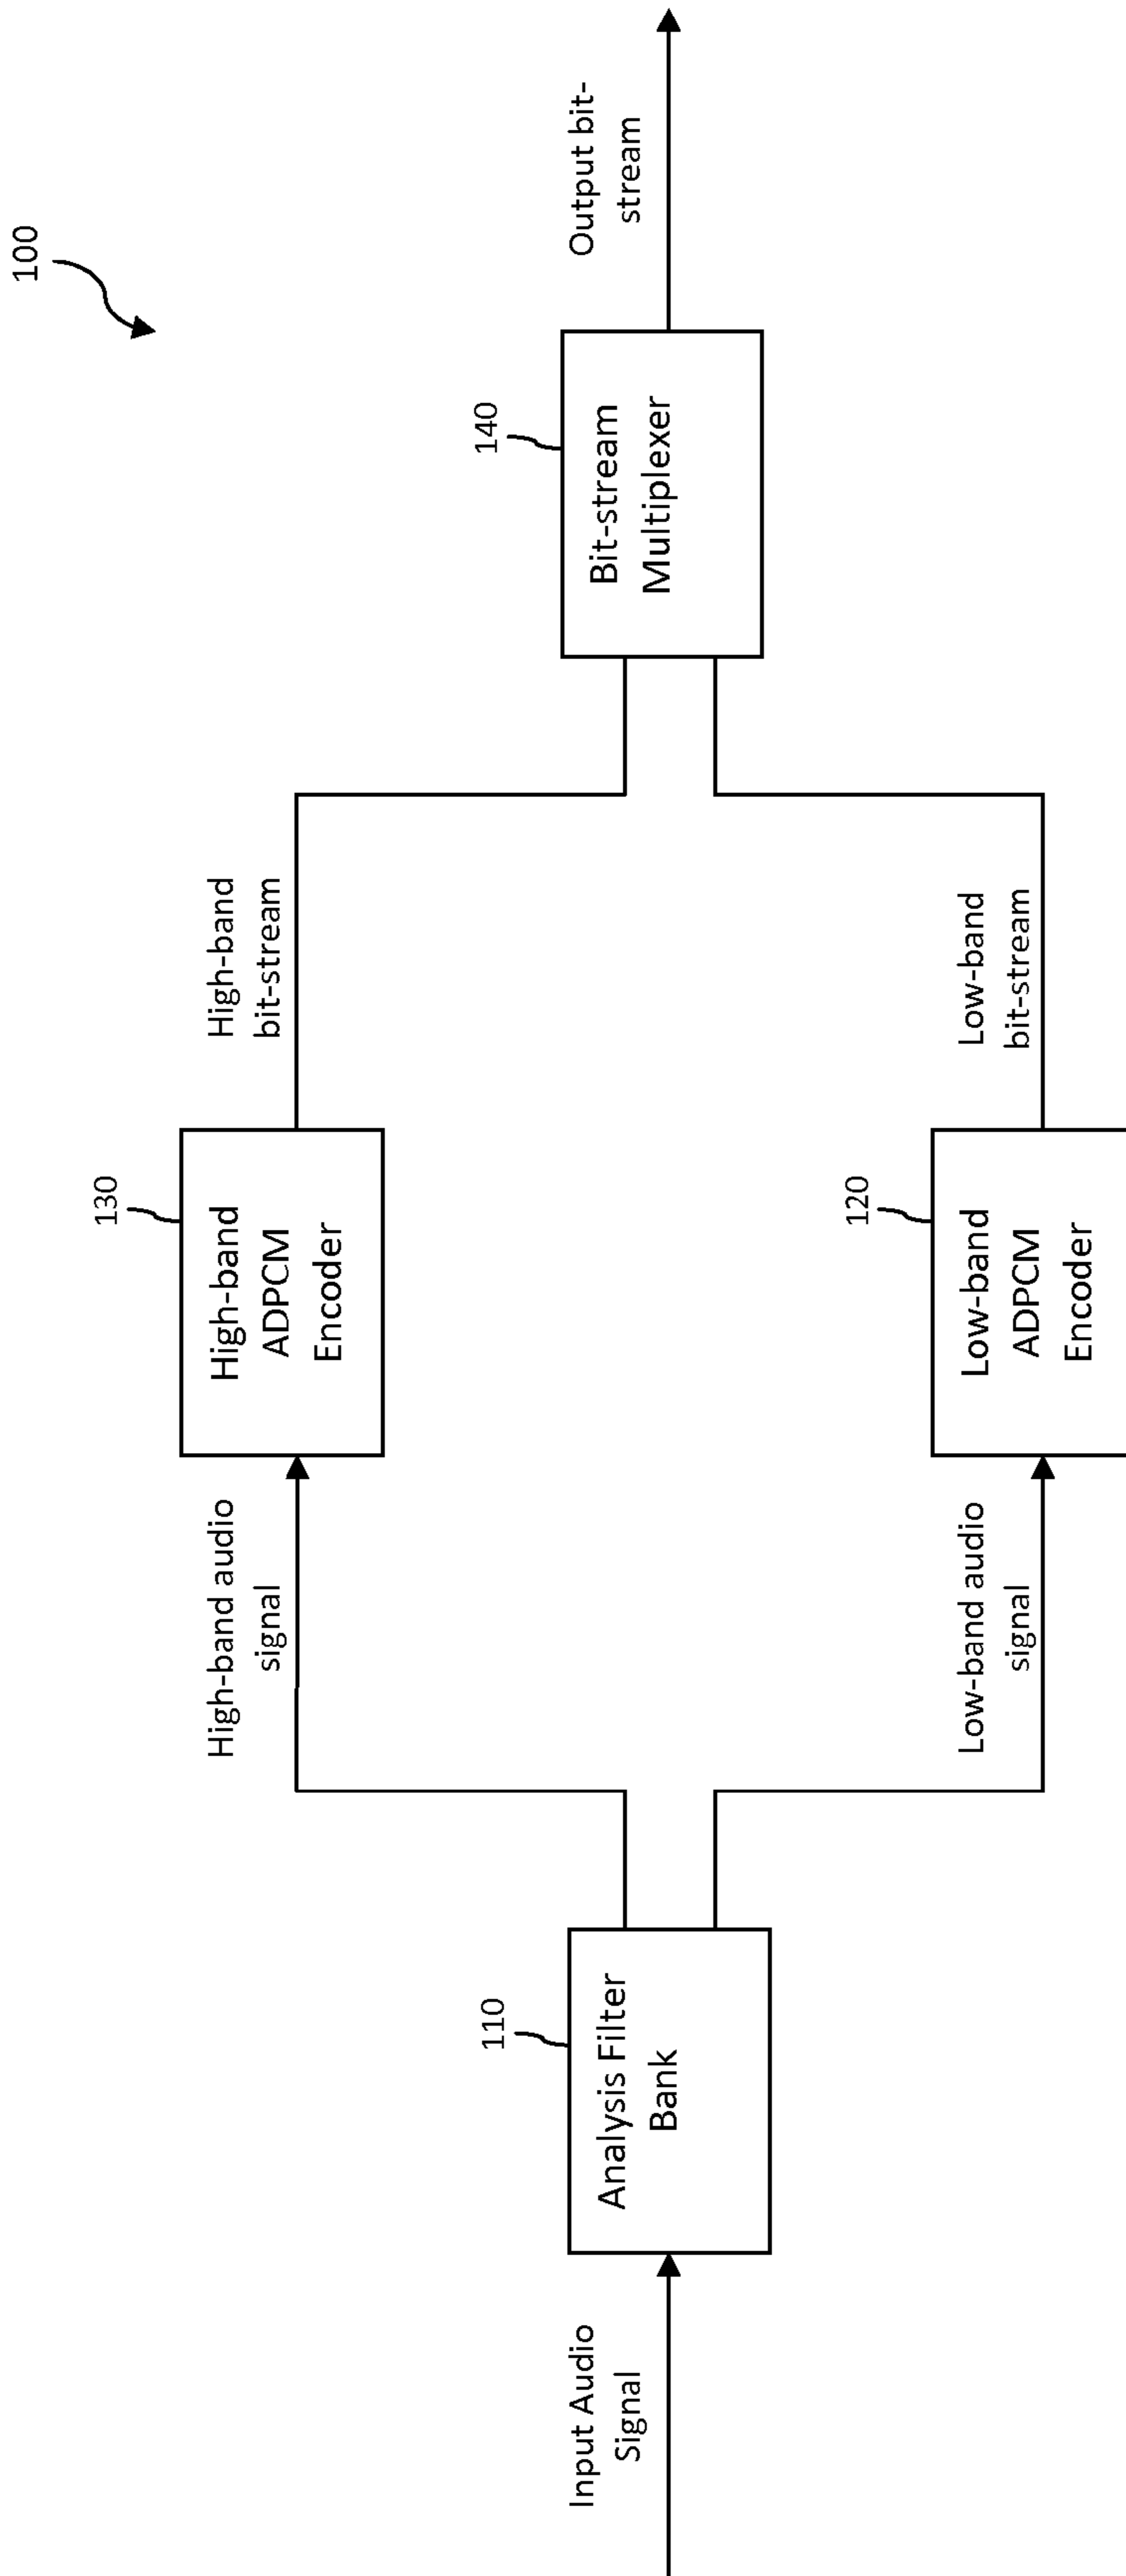 100
Input Audio
Signal
110
Analysis Filter
Bank
High-band audio
signal
130
High-band
ADPCM
Encoder
High-band
bit-stream
Low-band audio
signal
120
Low-band
ADPCM
Encoder
Low-band
bit-stream
140
Bit-stream
Multiplexer
Output bit-
stream